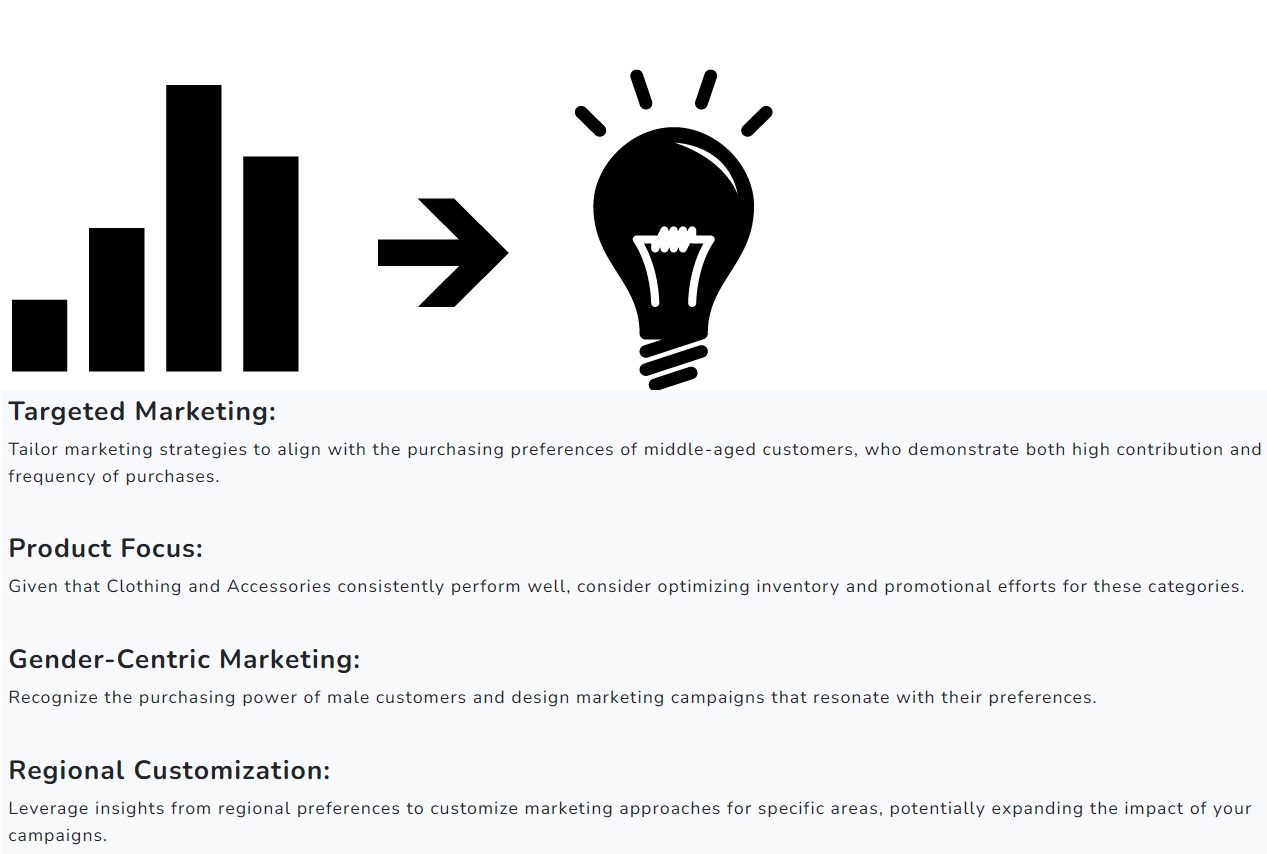 Targeted Marketing:
Tailor marketing strategies to align with the purchasing preferences of middle-aged customers, who demonstrate both high contribution and
frequency of purchases.
Product Focus:
Given that Clothing and Accessories consistently perform well, consider optimizing inventory and promotional efforts for these categories.
Gender-Centric Marketing:
Recognize the purchasing power of male customers and design marketing campaigns that resonate with their preferences.
Regional Customization:
Leverage insights from regional preferences to customize marketing approaches for specific areas, potentially expanding the impact of your
campaigns.